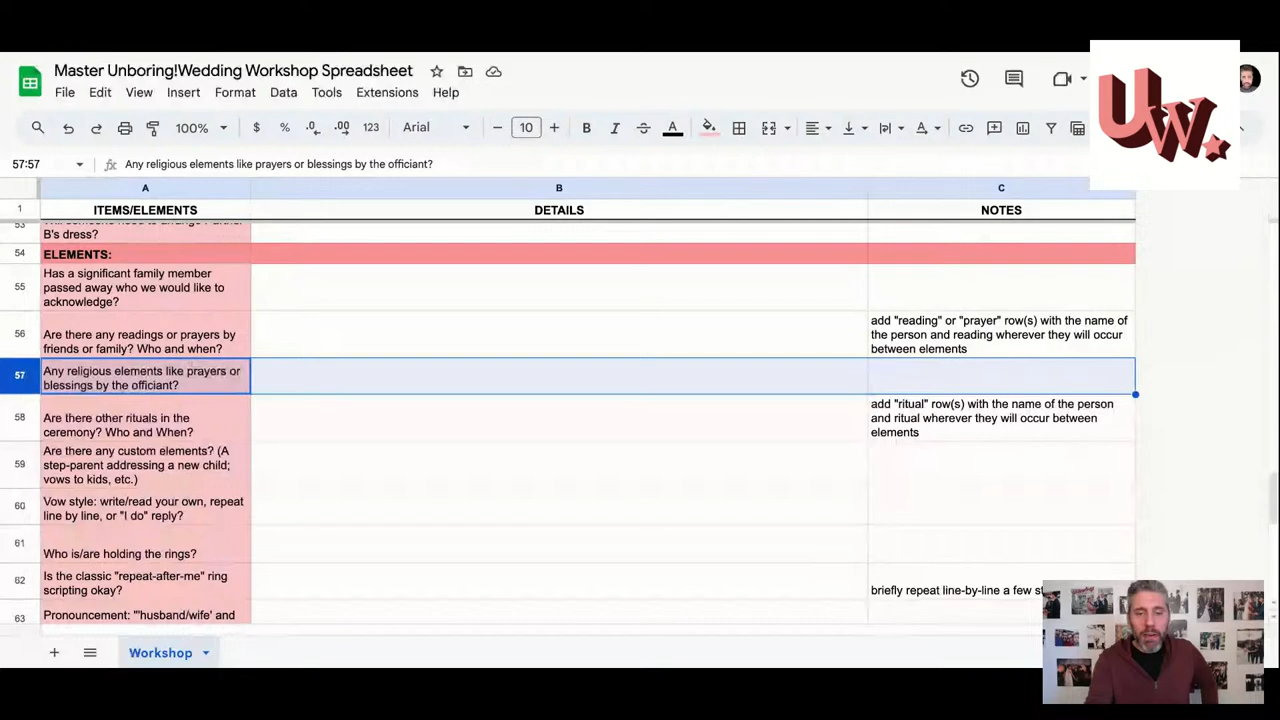 Master Unboring!Wedding Workshop Spreadsheet
File Edit View Insert Format Data Tools Extensions Help
UW.
100% $ % .0 .00 123 Arial 10 B I S A
57:57 fx Any religious elements like prayers or blessings by the officiant?
A B C
1 ITEMS/ELEMENTS DETAILS NOTES
53
B's dress?
54 ELEMENTS:
55 Has a significant family member
passed away who we would like to
acknowledge?
56 Are there any readings or prayers by
friends or family? Who and when?
add "reading" or "prayer" row(s) with the name of
the person and reading wherever they will occur
between elements
57 Any religious elements like prayers or
blessings by the officiant?
58 Are there other rituals in the
ceremony? Who and When?
add "ritual" row(s) with the name of the person
and ritual wherever they will occur between
elements
59 Are there any custom elements? (A
step-parent addressing a new child;
vows to kids, etc.)
60 Vow style: write/read your own, repeat
line by line, or "I do" reply?
61 Who is/are holding the rings?
62 Is the classic "repeat-after-me" ring
scripting okay?
briefly repeat line-by-line a few
63 Pronouncement: "'husband/wife' and
Workshop